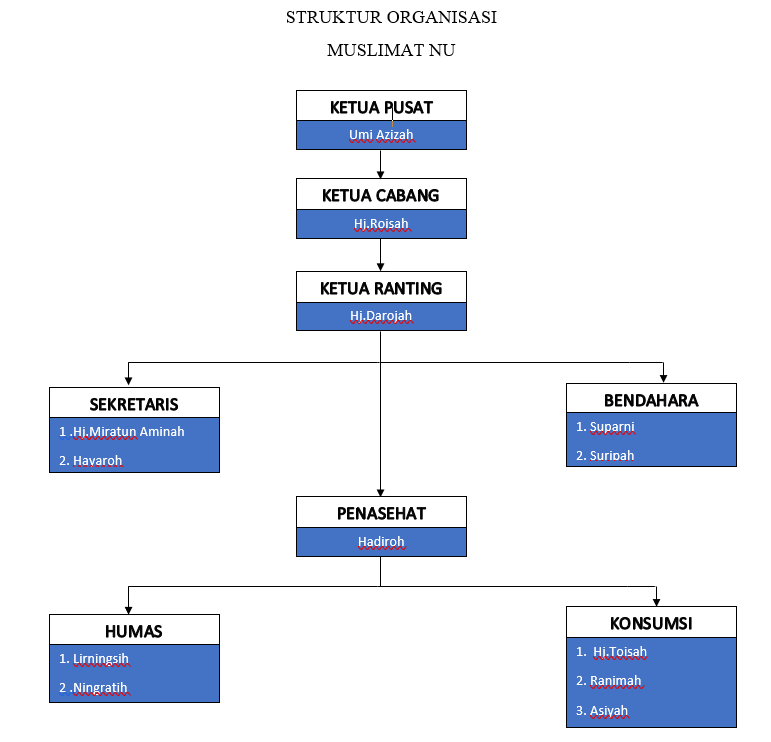 STRUKTUR ORGANISASI
MUSLIMAT NU
KETUA PUSAT
Umi Azizah
KETUA CABANG
Hj.Roisah
KETUA RANTING
Hj.Darojah
SEKRETARIS
1 .Hj.Miratun Aminah
2. Hayaroh
BENDAHARA
1. Suparni
2. Suripah
PENASEHAT
Hadiroh
HUMAS
1. Lirningsih
2 .Ningratih
KONSUMSI
1. Hj.Toisah
2. Ranimah
3. Asiyah